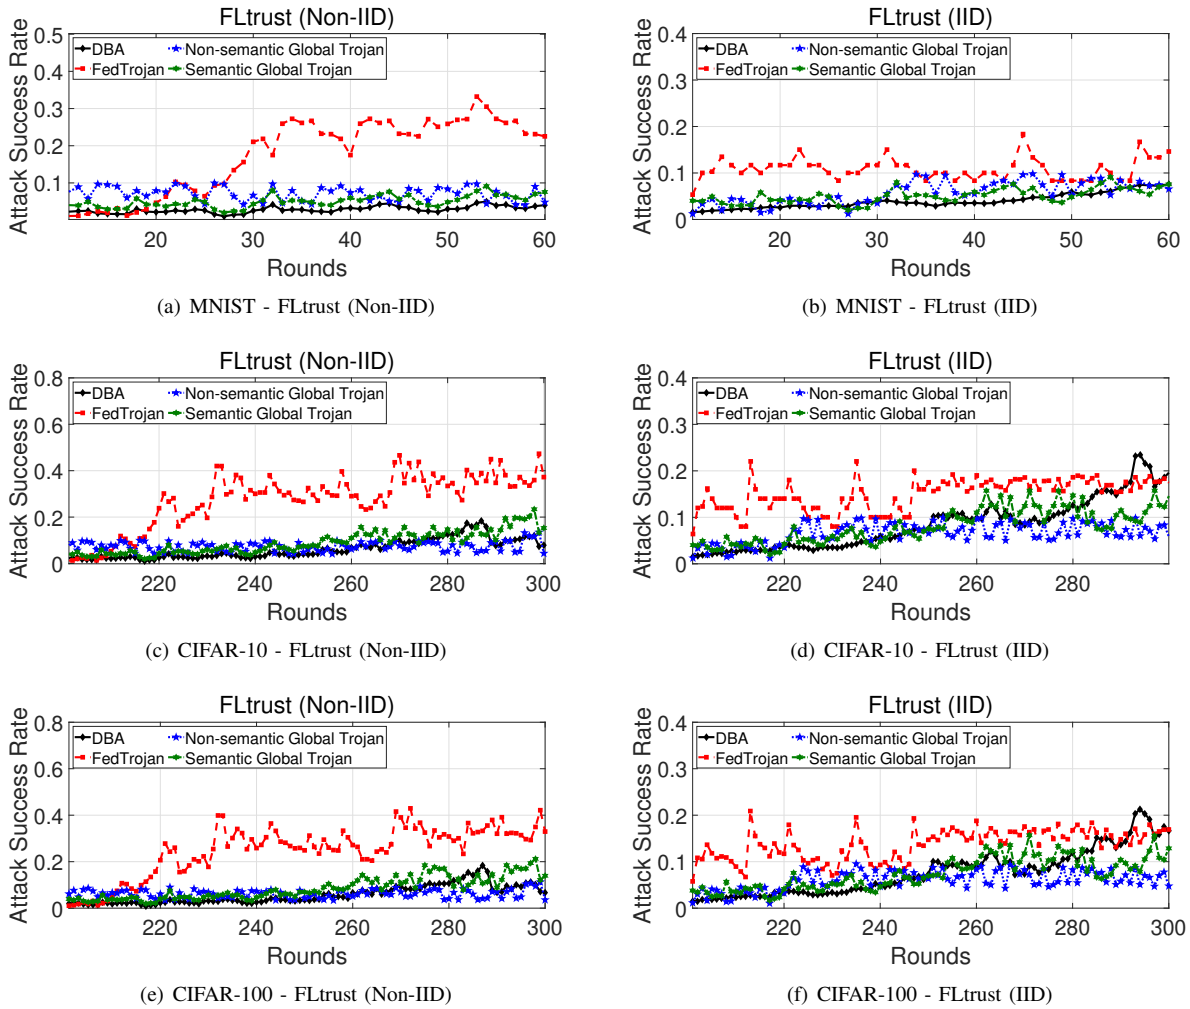 FLtrust (Non-IID)
Attack Success Rate
0.5
0.4
0.3
0.2
0.1
DBA
FedTrojan
Non-semantic Global Trojan
Semantic Global Trojan
20 30 40 50 60
Rounds
(a) MNIST - FLtrust (Non-IID)
FLtrust (IID)
Attack Success Rate
0.4
0.3
0.2
0.1
0
DBA
FedTrojan
Non-semantic Global Trojan
Semantic Global Trojan
20 30 40 50 60
Rounds
(b) MNIST - FLtrust (IID)
FLtrust (Non-IID)
Attack Success Rate
0.8
0.6
0.4
0.2
0
DBA
FedTrojan
Non-semantic Global Trojan
Semantic Global Trojan
220 240 260 280 300
Rounds
(c) CIFAR-10 - FLtrust (Non-IID)
FLtrust (IID)
Attack Success Rate
0.4
0.3
0.2
0.1
0
DBA
FedTrojan
Non-semantic Global Trojan
Semantic Global Trojan
220 240 260 280
Rounds
(d) CIFAR-10 - FLtrust (IID)
FLtrust (Non-IID)
Attack Success Rate
0.8
0.6
0.4
0.2
0
DBA
FedTrojan
Non-semantic Global Trojan
Semantic Global Trojan
220 240 260 280 300
Rounds
(e) CIFAR-100 - FLtrust (Non-IID)
FLtrust (IID)
Attack Success Rate
0.4
0.3
0.2
0.1
0
DBA
FedTrojan
Non-semantic Global Trojan
Semantic Global Trojan
220 240 260 280 300
Rounds
(f) CIFAR-100 - FLtrust (IID)